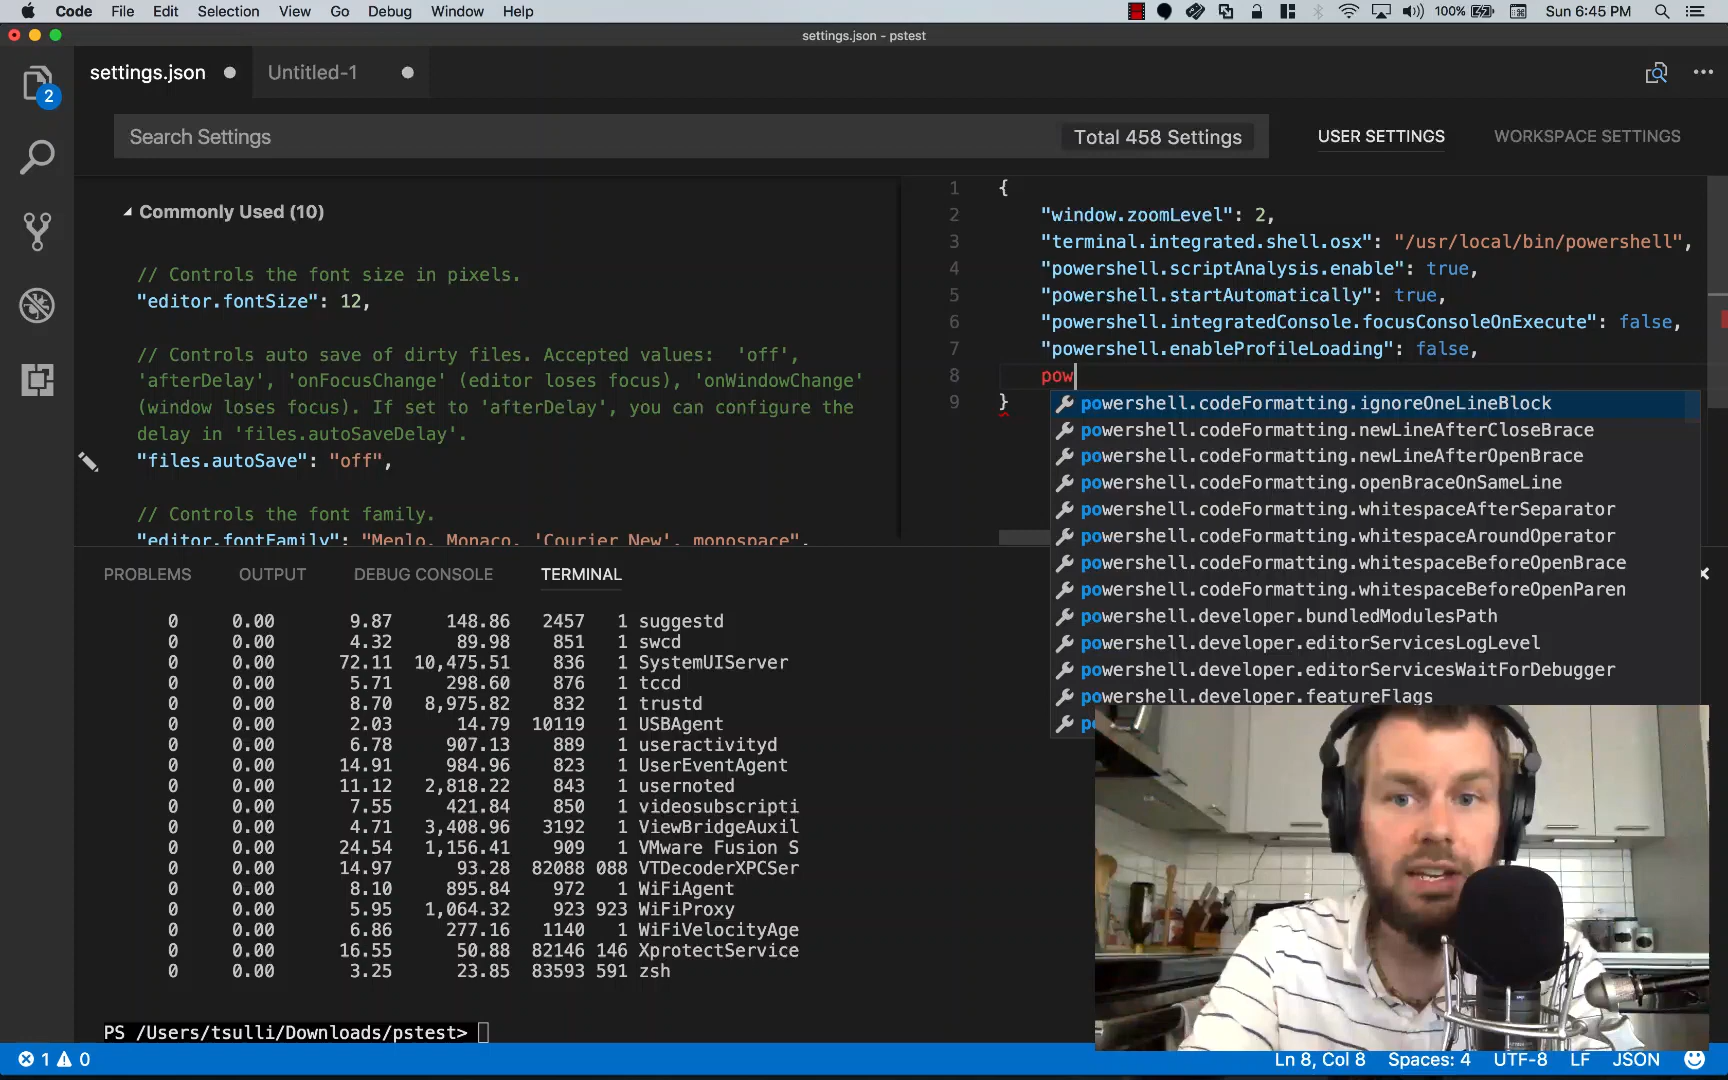 Code File Edit Selection View Go Debug Window Help 100% Sun 6:45 PM
settings.json - pstest
2 settings.json Untitled-1
Search Settings Total 458 Settings USER SETTINGS WORKSPACE SETTINGS
Commonly Used (10)
// Controls the font size in pixels.
"editor.fontSize": 12,
// Controls auto save of dirty files. Accepted values:  'off',
'afterDelay', 'onFocusChange' (editor loses focus), 'onWindowChange'
(window loses focus). If set to 'afterDelay', you can configure the
delay in 'files.autoSaveDelay'.
"files.autoSave": "off",
// Controls the font family.
"editor.fontFamily": "Menlo, Monaco, 'Courier New', monospace",
1 {
2 "window.zoomLevel": 2,
3 "terminal.integrated.shell.osx": "/usr/local/bin/powershell",
4 "powershell.scriptAnalysis.enable": true,
5 "powershell.startAutomatically": true,
6 "powershell.integratedConsole.focusConsoleOnExecute": false,
7 "powershell.enableProfileLoading": false,
8 pow
9 }
powershell.codeFormatting.ignoreOneLineBlock
powershell.codeFormatting.newLineAfterCloseBrace
powershell.codeFormatting.newLineAfterOpenBrace
powershell.codeFormatting.openBraceOnSameLine
powershell.codeFormatting.whitespaceAfterSeparator
powershell.codeFormatting.whitespaceAroundOperator
powershell.codeFormatting.whitespaceBeforeOpenBrace
powershell.codeFormatting.whitespaceBeforeOpenParen
powershell.developer.bundledModulesPath
powershell.developer.editorServicesLogLevel
powershell.developer.editorServicesWaitForDebugger
powershell.developer.featureFlags
PROBLEMS OUTPUT DEBUG CONSOLE TERMINAL
0 0.00 9.87 148.86 2457 1 suggestd
0 0.00 4.32 89.98 851 1 swcd
0 0.00 72.11 10,475.51 836 1 SystemUIServer
0 0.00 5.71 298.60 876 1 tccd
0 0.00 8.70 8,975.82 832 1 trustd
0 0.00 2.03 14.79 10119 1 USBAgent
0 0.00 6.78 907.13 889 1 useractivityd
0 0.00 14.91 984.96 823 1 UserEventAgent
0 0.00 11.12 2,818.22 843 1 usernoted
0 0.00 7.55 421.84 850 1 videosubscripti
0 0.00 4.71 3,408.96 3192 1 ViewBridgeAuxil
0 0.00 24.54 1,156.41 909 1 VMware Fusion S
0 0.00 14.97 93.28 82088 088 VTDecoderXPCSer
0 0.00 8.10 895.84 972 1 WiFiAgent
0 0.00 5.95 1,064.32 923 923 WiFiProxy
0 0.00 6.86 277.16 1140 1 WiFiVelocityAge
0 0.00 16.55 50.88 82146 146 XprotectService
0 0.00 3.25 23.85 83593 591 zsh
PS /Users/tsulli/Downloads/pstest>
1 0 Ln 8, Col 8 Spaces: 4 UTF-8 LF JSON